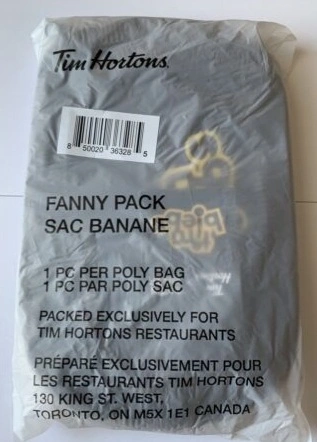 Tim Hortons
8 50020 36328 5
FANNY PACK
SAC BANANE
1 PC PER POLY BAG
1 PC PAR POLY SAC
PACKED EXCLUSIVELY FOR
TIM HORTONS RESTAURANTS
PRÉPARÉ EXCLUSIVEMENT POUR
LES RESTAURANTS TIM HORTONS
130 KING ST. WEST,
TORONTO, ON M5X 1E1 CANADA